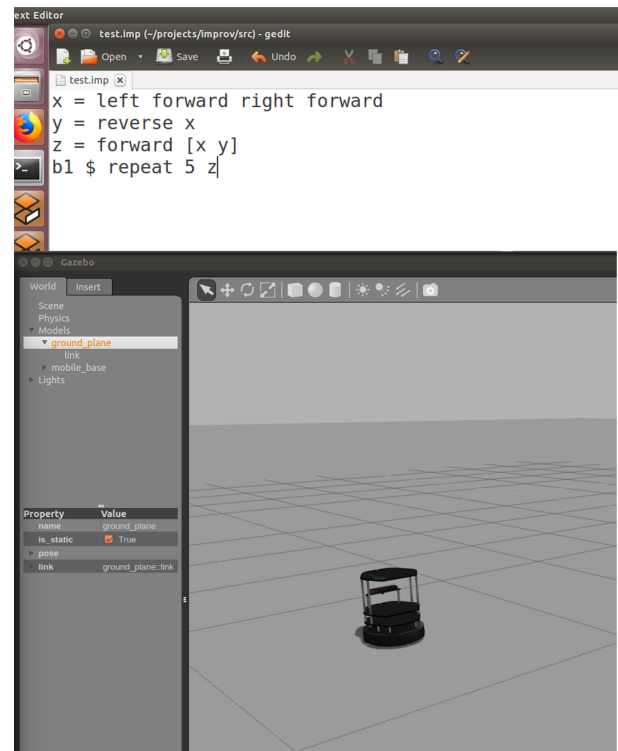 ext Editor
test.imp (~/projects/improv/src) - gedit
Open Save Undo
test.imp
x = left forward right forward
y = reverse x
z = forward [x y]
b1 $ repeat 5 z
Gazebo
World Insert
Scene
Physics
Models
ground_plane
link
mobile_base
Lights
Property Value
name ground_plane
is_static True
pose
link ground_plane::link